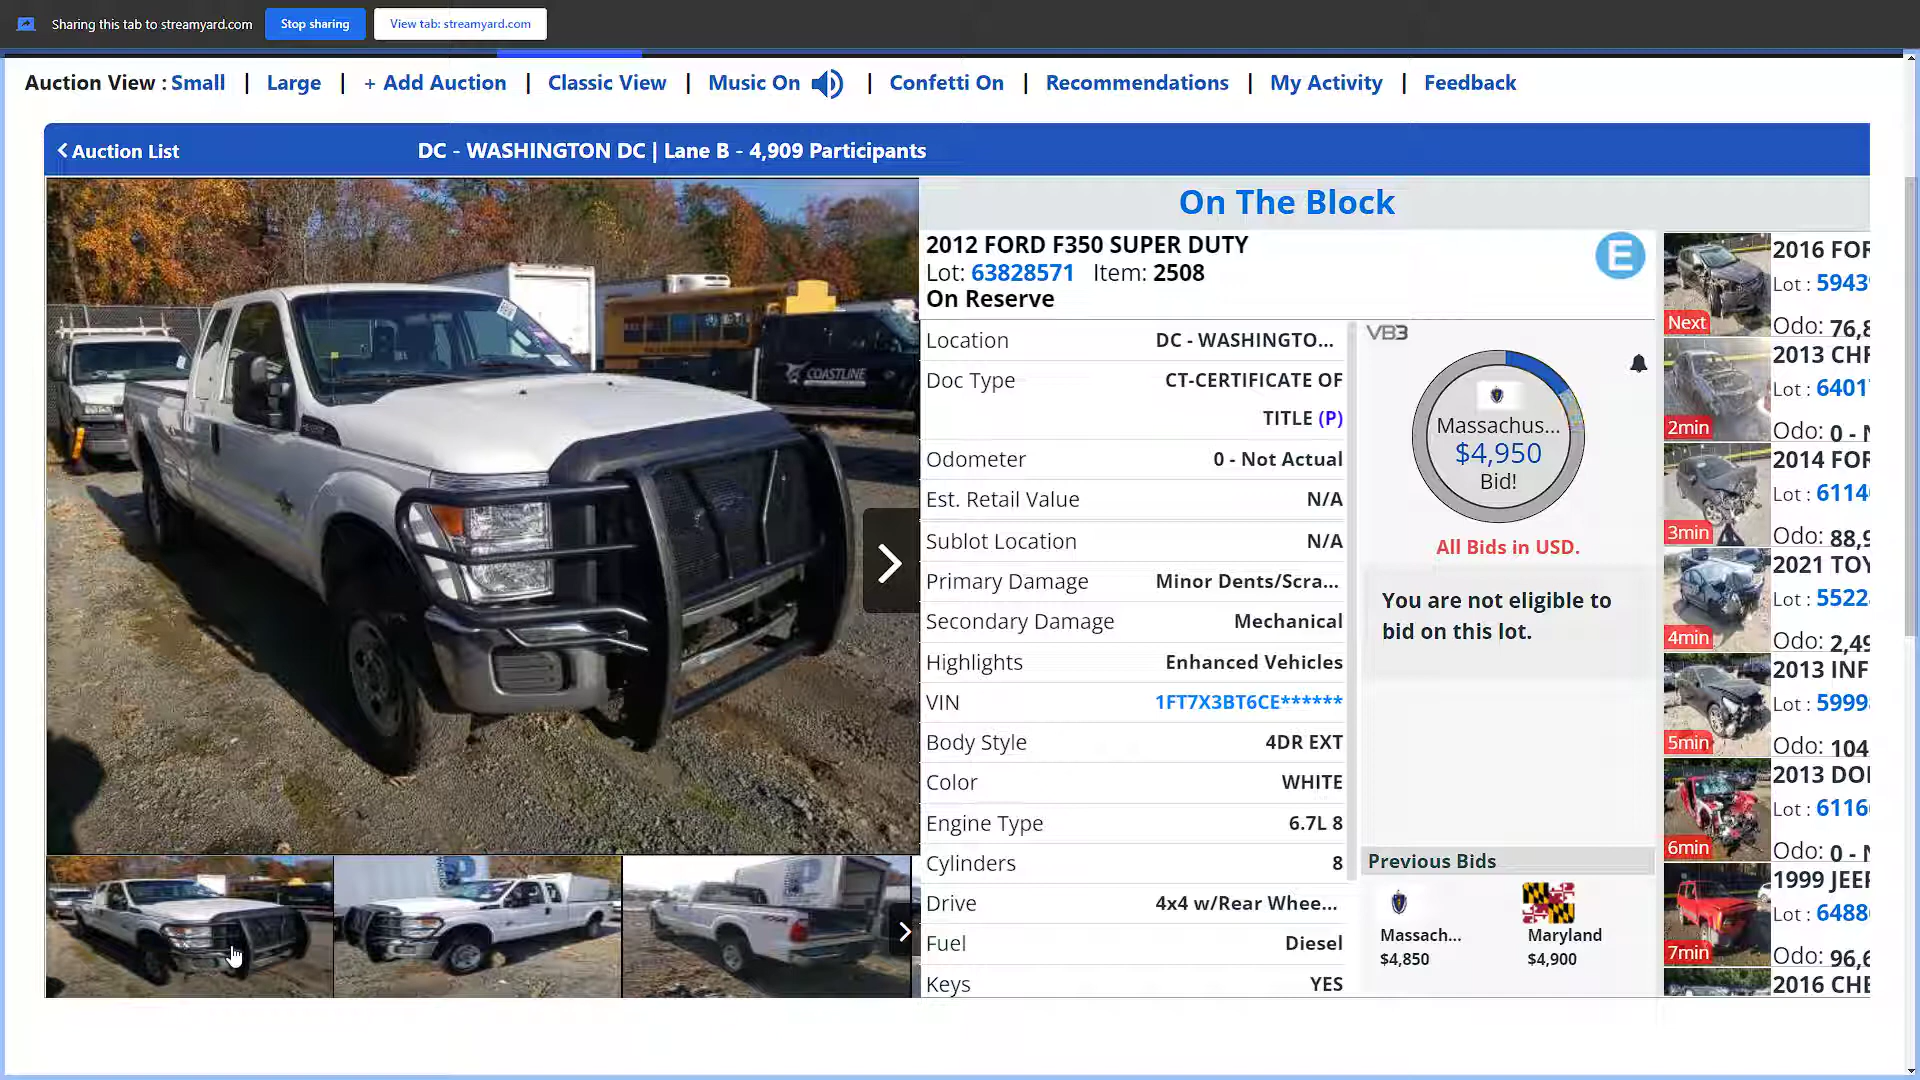 Sharing this tab to streamyard.com
Stop sharing
View tab: streamyard.com
Auction View : Small | Large | + Add Auction | Classic View | Music On | Confetti On | Recommendations | My Activity | Feedback
Auction List
DC - WASHINGTON DC | Lane B - 4,909 Participants
On The Block
2012 FORD F350 SUPER DUTY
Lot: 63828571 Item: 2508
On Reserve
E
COASTLINE
Location DC - WASHINGTO...
Doc Type CT-CERTIFICATE OF
TITLE (P)
Odometer 0 - Not Actual
Est. Retail Value N/A
Sublot Location N/A
Primary Damage Minor Dents/Scra...
Secondary Damage Mechanical
Highlights Enhanced Vehicles
VIN 1FT7X3BT6CE******
Body Style 4DR EXT
Color WHITE
Engine Type 6.7L 8
Cylinders 8
Drive 4x4 w/Rear Whee...
Fuel Diesel
Keys YES
VB3
Massachus...
$4,950
Bid!
All Bids in USD.
You are not eligible to
bid on this lot.
Previous Bids
Massach...
$4,850
Maryland
$4,900
2016 FOR
Lot : 5943
Next
Odo: 76,8
2013 CHR
Lot : 6401
2min
Odo: 0 - N
2014 FOR
Lot : 6114
3min
Odo: 88,9
2021 TOY
Lot : 5522
4min
Odo: 2,49
2013 INF
Lot : 5999
5min
Odo: 104
2013 DO
Lot : 6116
6min
Odo: 0 - N
1999 JEEP
Lot : 6488
7min
Odo: 96,6
2016 CHE